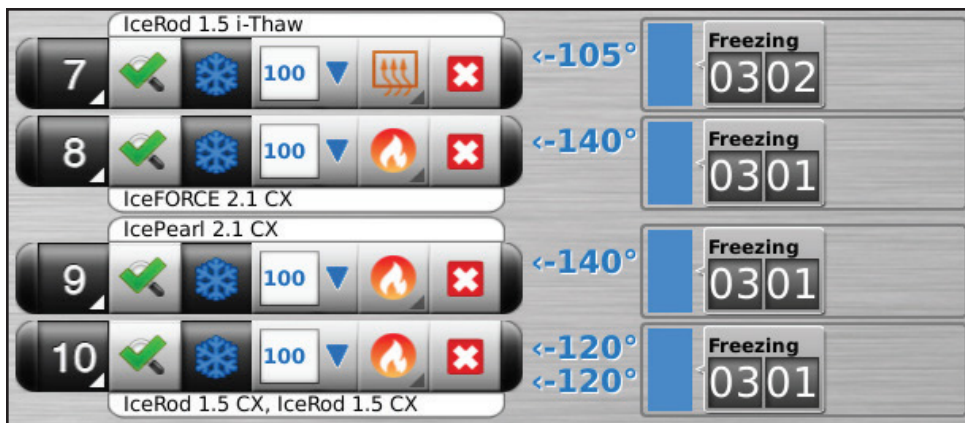 IceRod 1.5 i-Thaw
7 100 <-105° Freezing 03 02
8 100 <-140° Freezing 03 01
IceFORCE 2.1 CX
IcePearl 2.1 CX
9 100 <-140° Freezing 03 01
10 100 <-120° <-120° Freezing 03 01
IceRod 1.5 CX, IceRod 1.5 CX